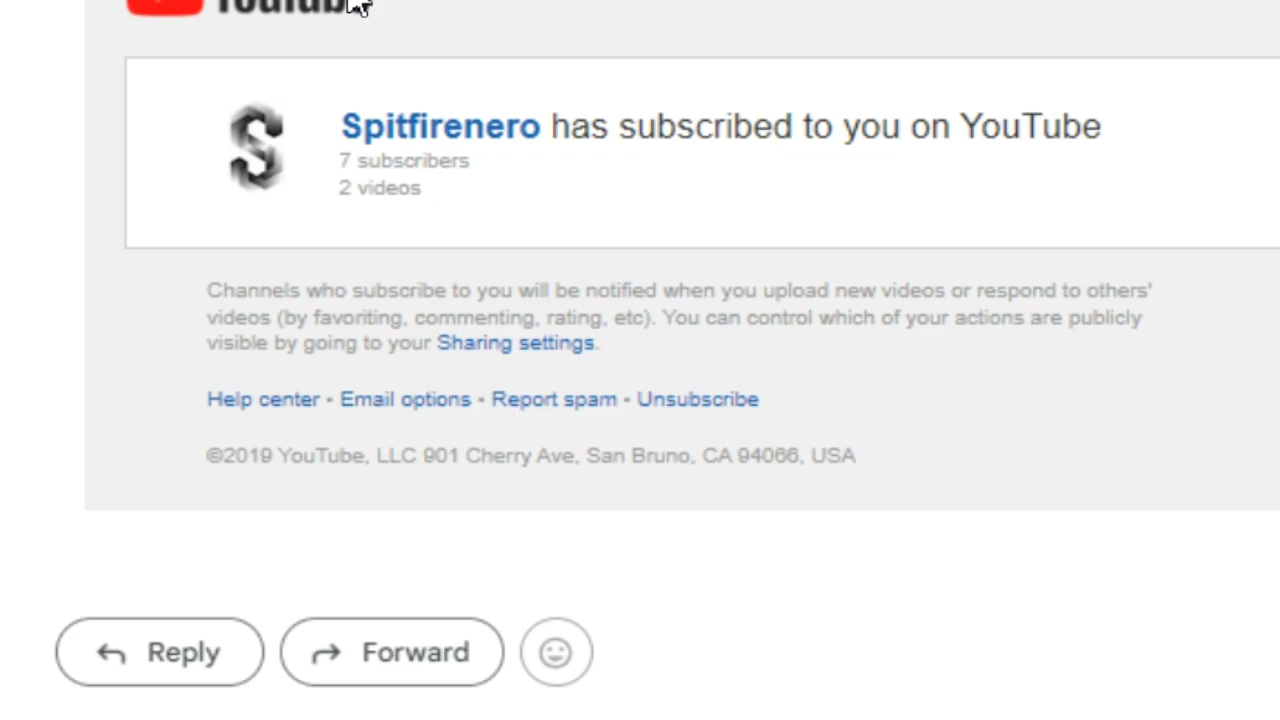 YouTube
Spitfirenero has subscribed to you on YouTube
7 subscribers
2 videos
Channels who subscribe to you will be notified when you upload new videos or respond to others'
videos (by favoriting, commenting, rating, etc). You can control which of your actions are publicly
visible by going to your Sharing settings.
Help center • Email options • Report spam • Unsubscribe
©2019 YouTube, LLC 901 Cherry Ave, San Bruno, CA 94066, USA
Reply
Forward